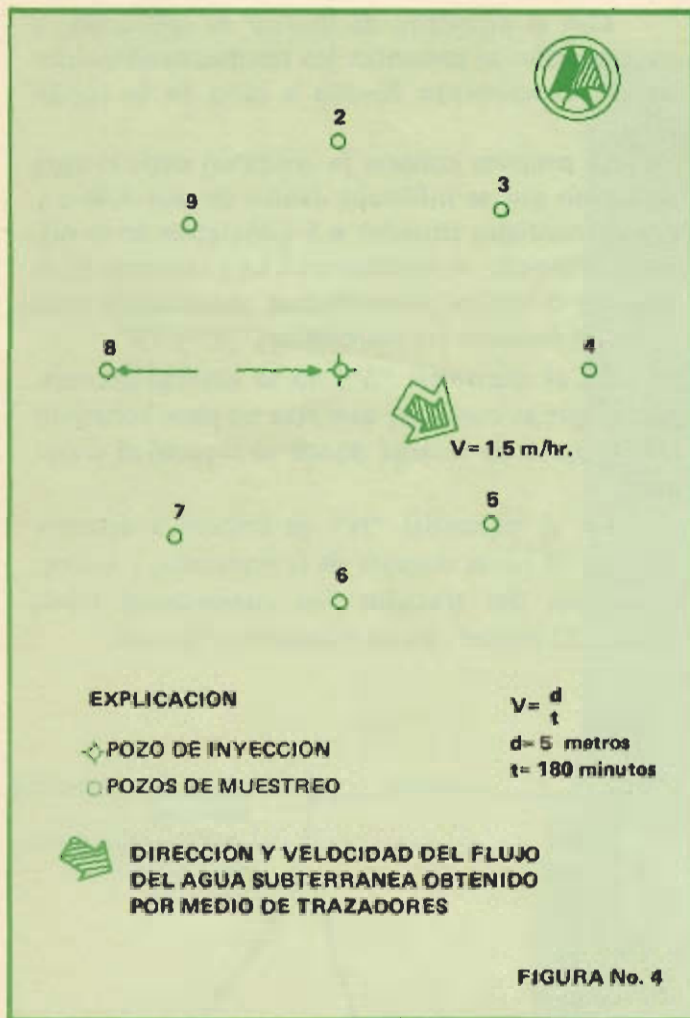 2
3
9
8
4
V= 1.5 m/hr.
7
5
6
EXPLICACION
POZO DE INYECCION
POZOS DE MUESTREO
V= d
t
d= 5 metros
t= 180 minutos
DIRECCION Y VELOCIDAD DEL FLUJO
DEL AGUA SUBTERRANEA OBTENIDO
POR MEDIO DE TRAZADORES
FIGURA No. 4